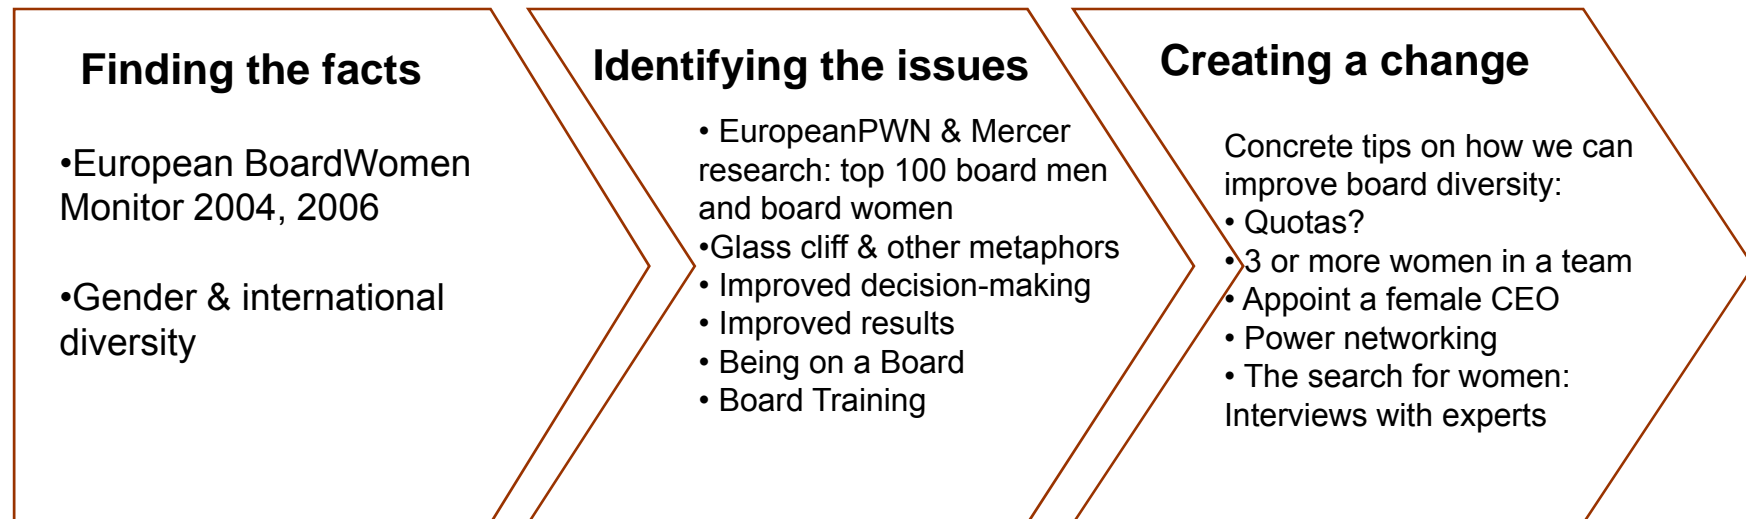 Finding the facts
•European BoardWomen
Monitor 2004, 2006
•Gender & international
diversity
Identifying the issues
• EuropeanPWN & Mercer
research: top 100 board men
and board women
•Glass cliff & other metaphors
• Improved decision-making
• Improved results
• Being on a Board
• Board Training
Creating a change
Concrete tips on how we can
improve board diversity:
• Quotas?
• 3 or more women in a team
• Appoint a female CEO
• Power networking
• The search for women:
Interviews with experts